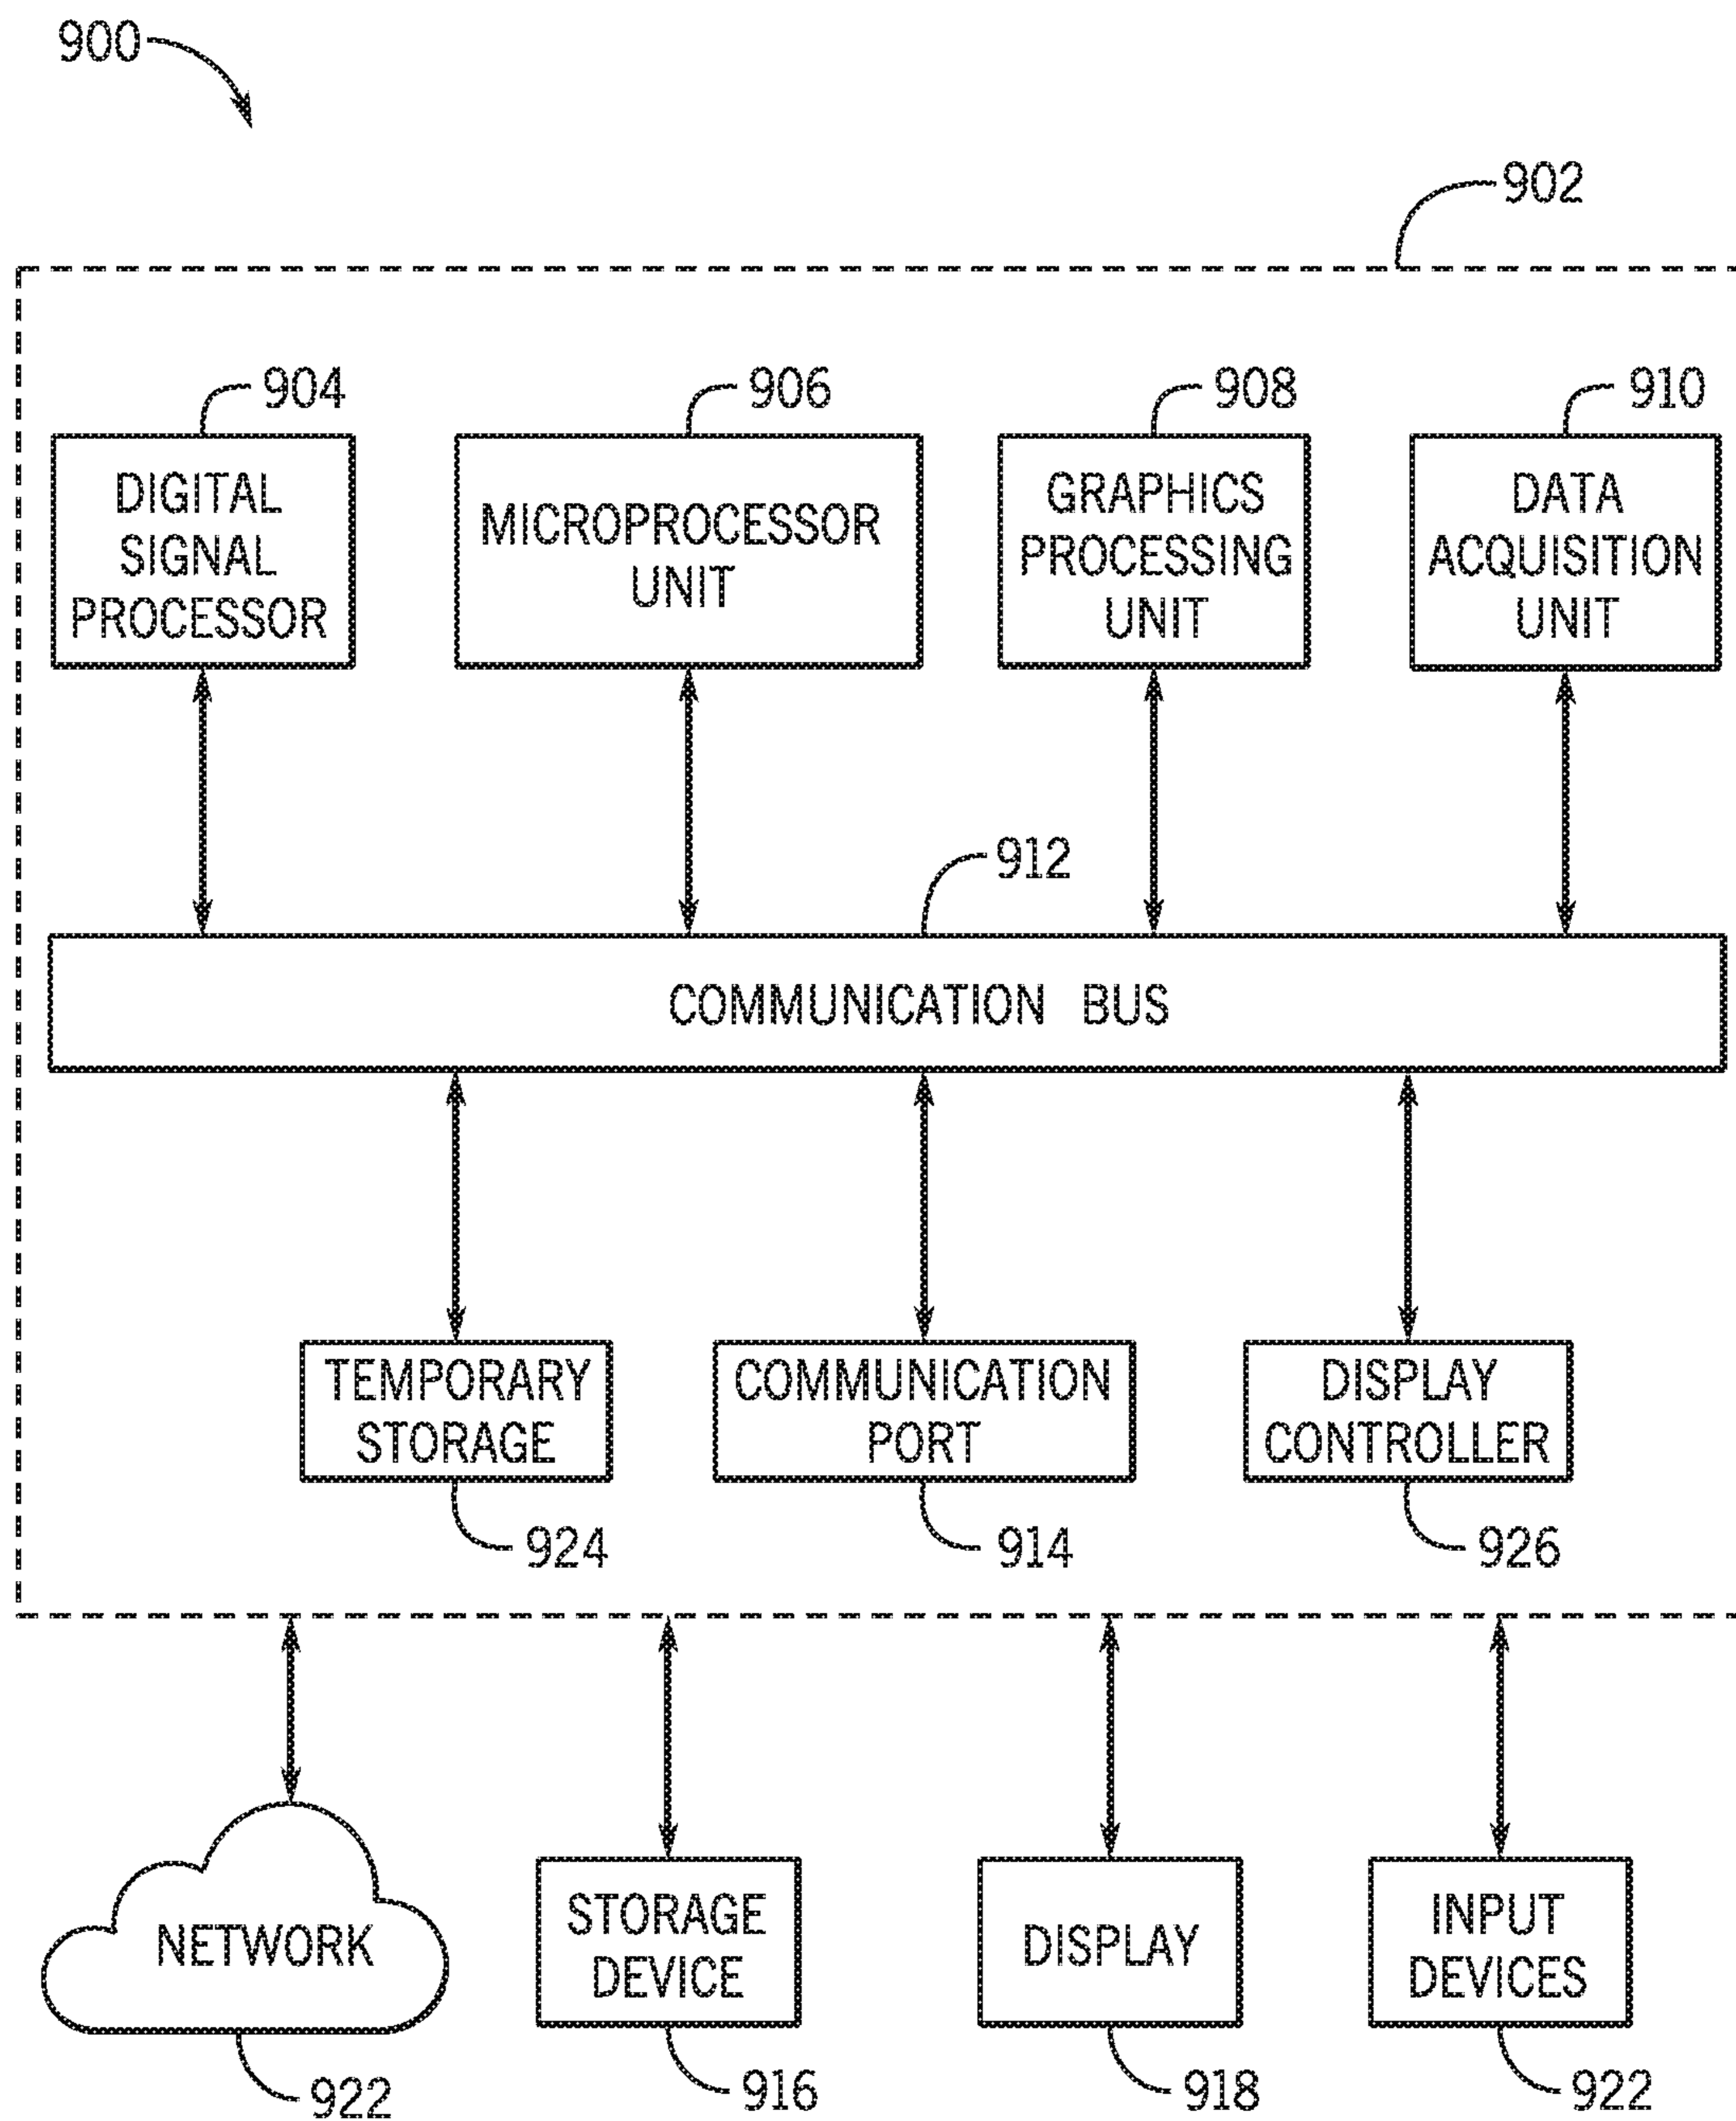 900
902
904
906
908
910
DIGITAL
SIGNAL
PROCESSOR
MICROPROCESSOR
UNIT
GRAPHICS
PROCESSING
UNIT
DATA
ACQUISITION
UNIT
912
COMMUNICATION BUS
TEMPORARY
STORAGE
COMMUNICATION
PORT
DISPLAY
CONTROLLER
924
914
926
NETWORK
STORAGE
DEVICE
DISPLAY
INPUT
DEVICES
922
916
918
922